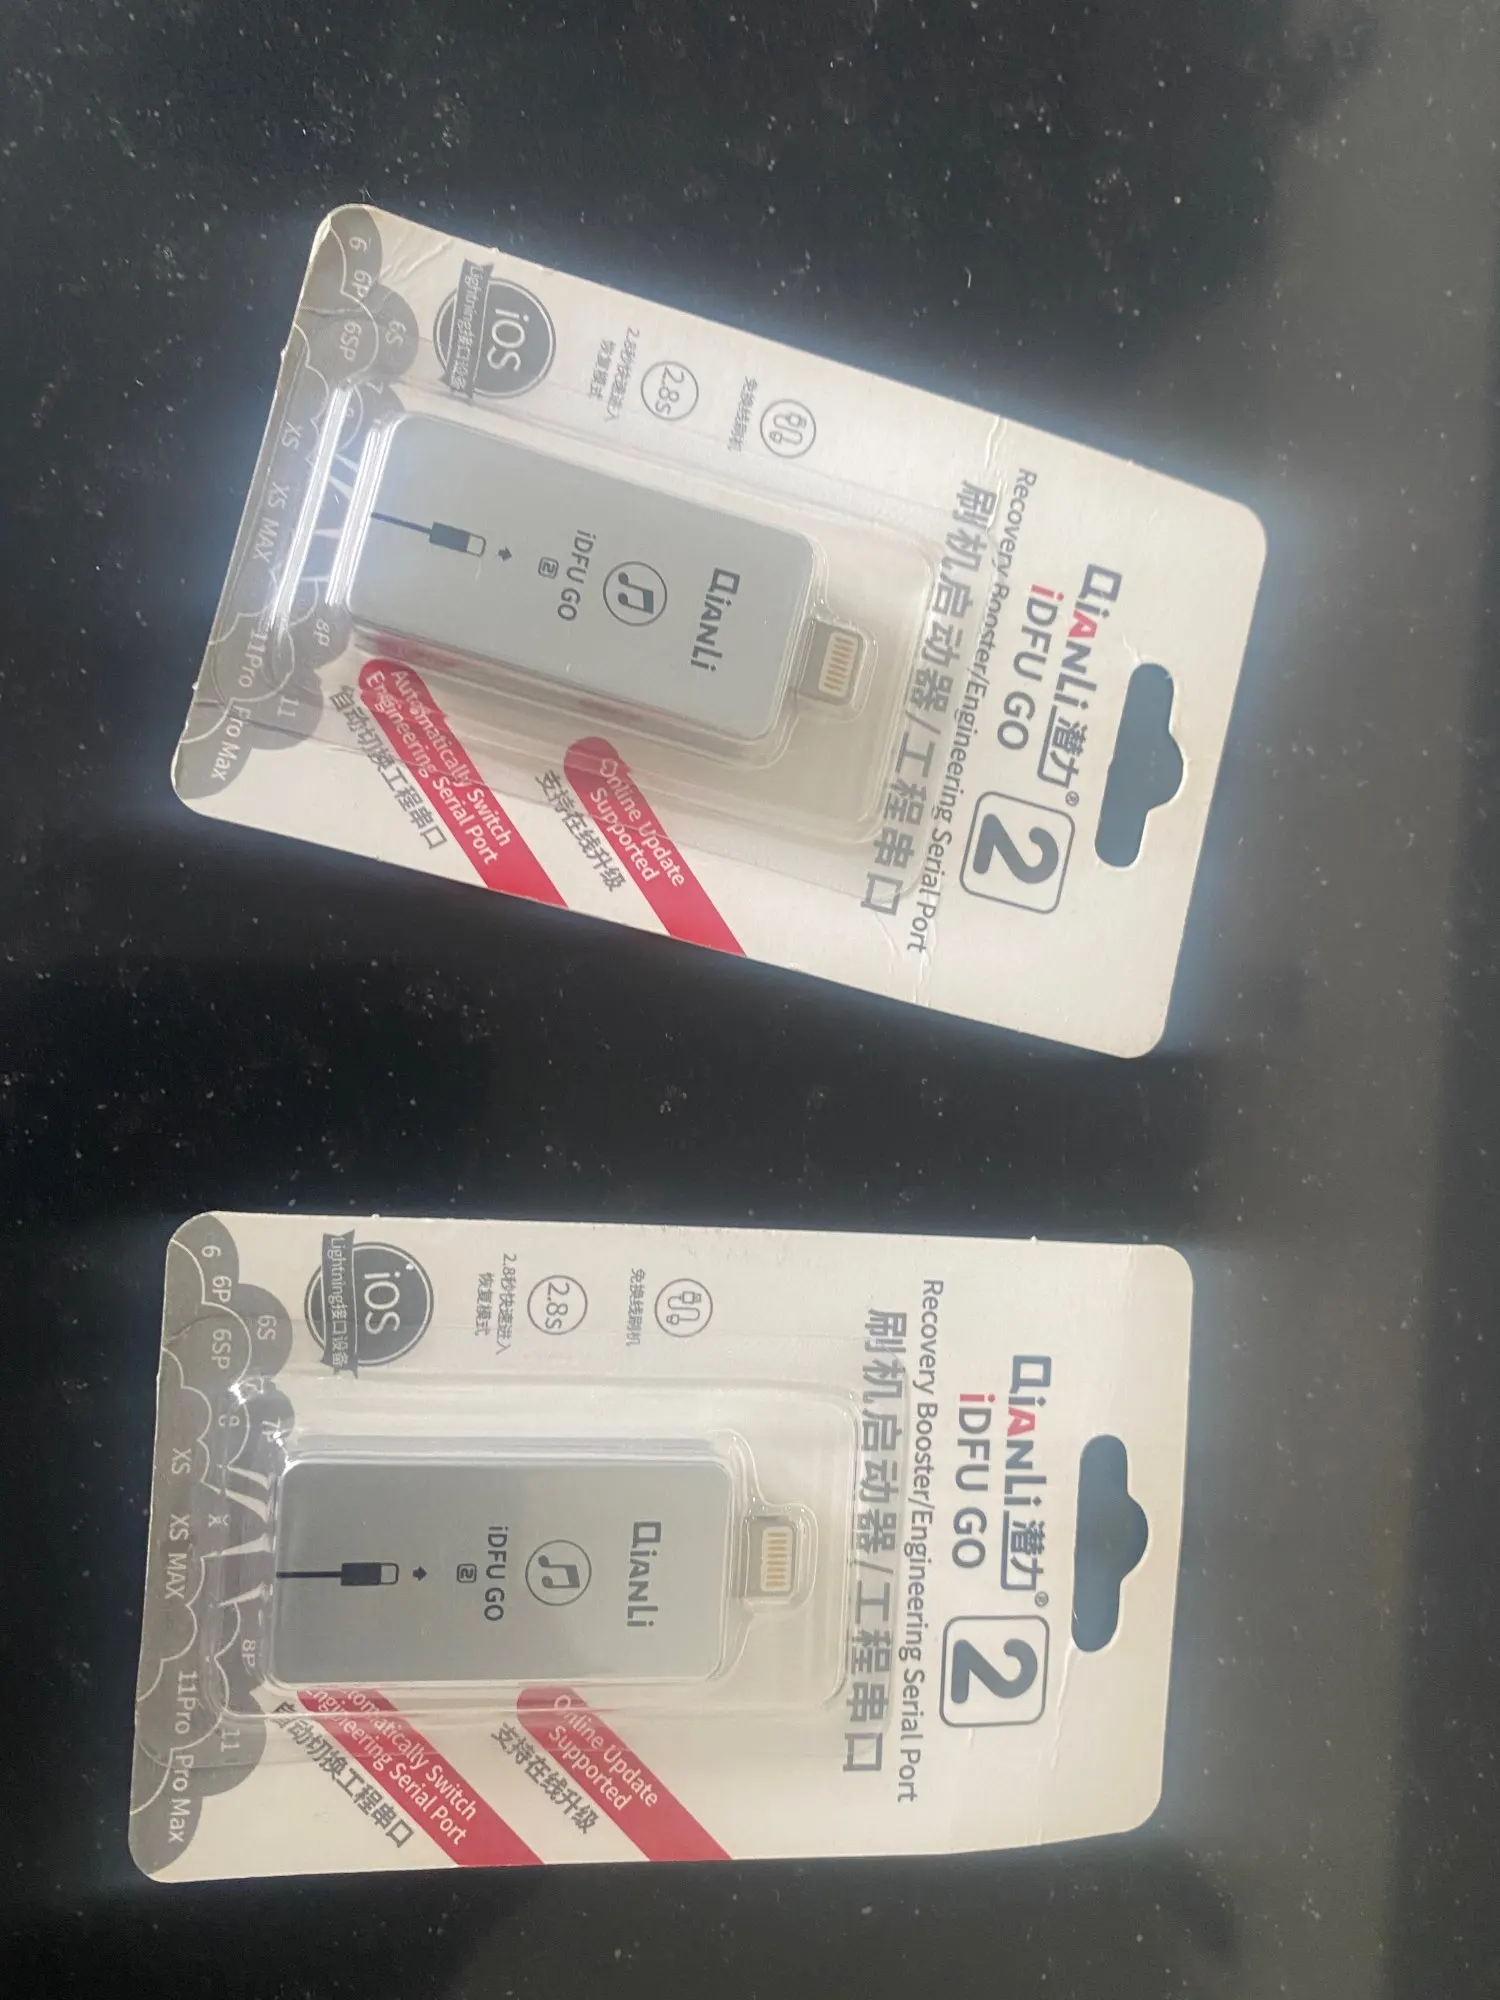 QiANLi 潜力®
iDFU GO 2
Recovery Booster/Engineering Serial Port
刷机启动器/工程串口
免换线刷机
2.8s
2.8秒快速进入
恢复模式
iOS
Lightning接口设备
QiANLi
iDFU GO
2
Online Update
Supported
支持在线升级
Automatically Switch
Engineering Serial Port
自动切换工程串口
6 6P 6S 6SP 7
8P
XS XS MAX 11 11Pro Pro Max
QiANLi 潜力®
iDFU GO 2
Recovery Booster/Engineering Serial Port
刷机启动器/工程串口
免换线刷机
2.8s
2.8秒快速进入
恢复模式
iOS
Lightning接口设备
QiANLi
iDFU GO
2
Online Update
Supported
支持在线升级
Automatically Switch
Engineering Serial Port
自动切换工程串口
6 6P 6S 6SP 7P
X 8P
XS XS MAX 11 11Pro Pro Max